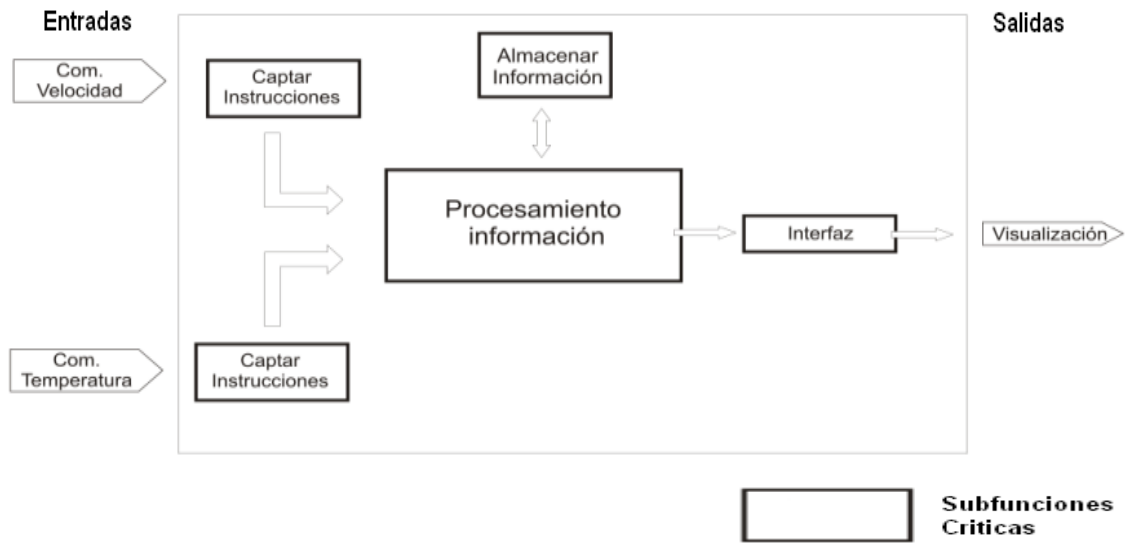 Entradas
Salidas
Com.
Velocidad
Captar
Instrucciones
Almacenar
Información
Procesamiento
información
Interfaz
Visualización
Com.
Temperatura
Captar
Instrucciones
Subfunciones
Criticas